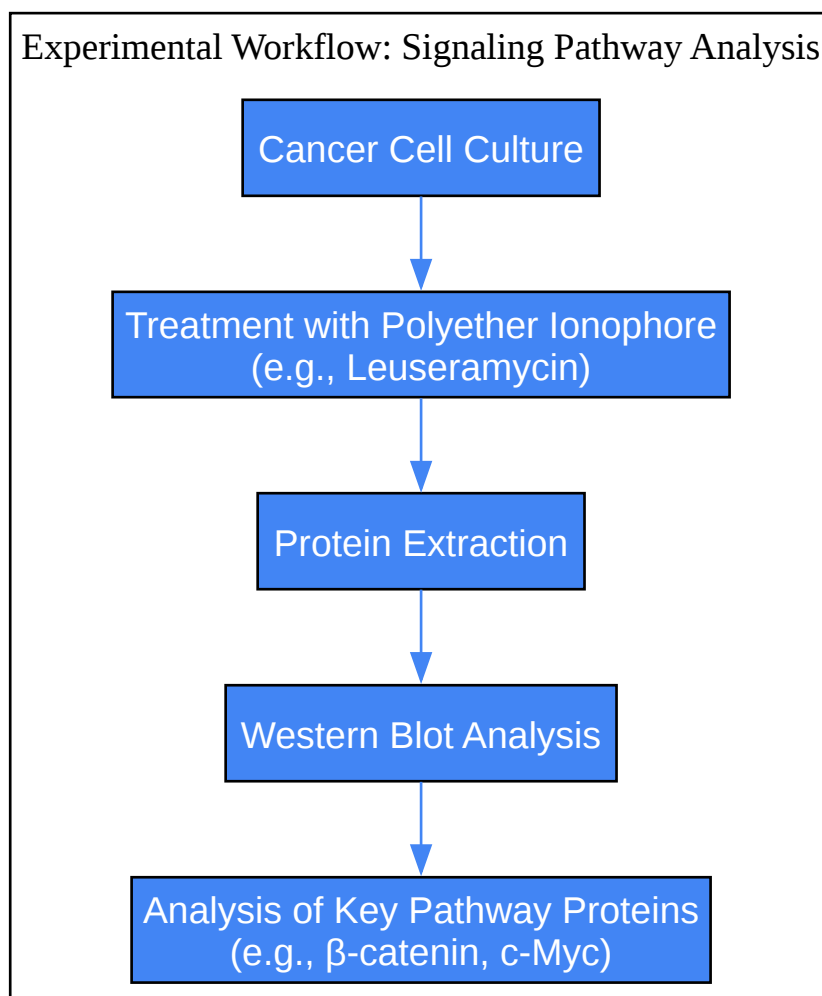 Experimental Workflow: Signaling Pathway Analysis
Cancer Cell Culture
Treatment with Polyether Ionophore
(e.g., Leuseramycin)
Protein Extraction
Western Blot Analysis
Analysis of Key Pathway Proteins
(e.g., β-catenin, c-Myc)